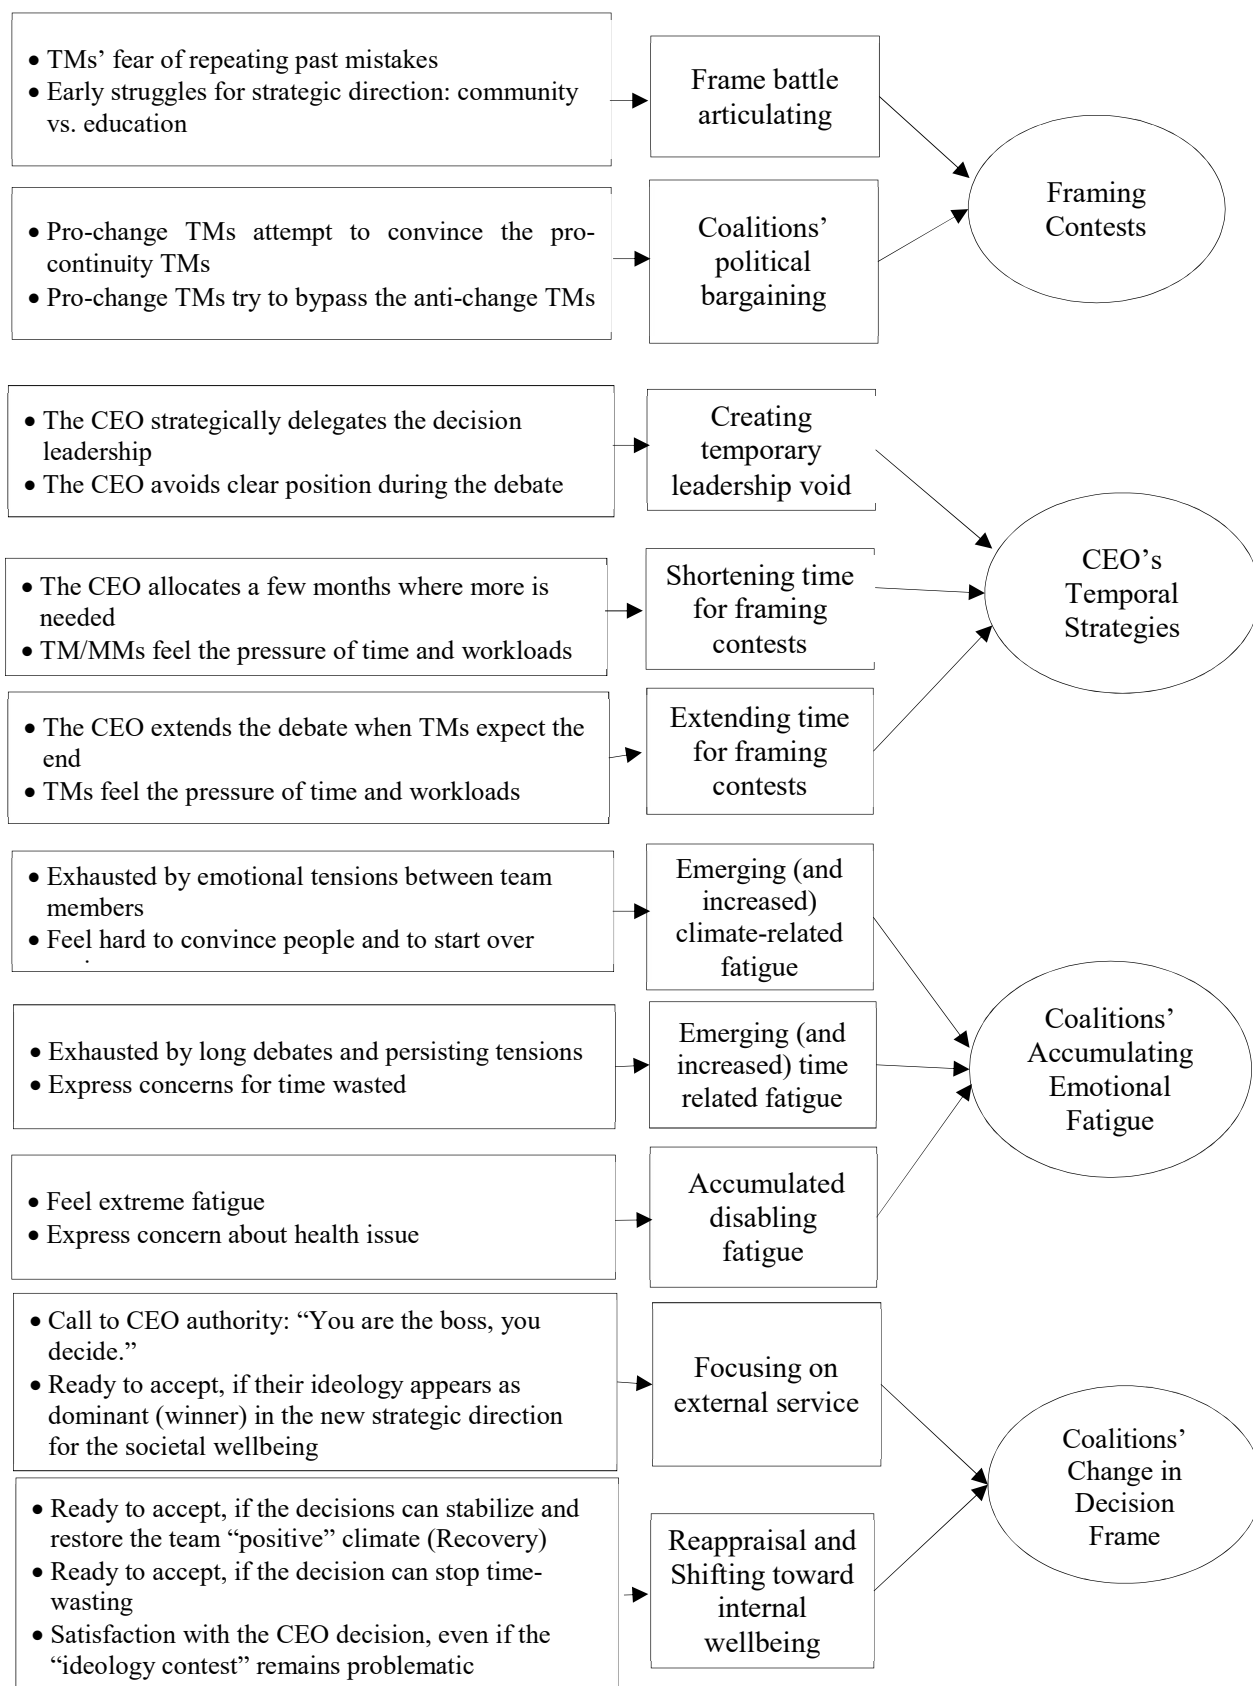 • TMs’ fear of repeating past mistakes
• Early struggles for strategic direction: community
vs. education
Frame battle
articulating
• Pro-change TMs attempt to convince the pro-
continuity TMs
• Pro-change TMs try to bypass the anti-change TMs
Coalitions’
political
bargaining
Framing
Contests
• The CEO strategically delegates the decision
leadership
• The CEO avoids clear position during the debate
Creating
temporary
leadership void
• The CEO allocates a few months where more is
needed
• TM/MMs feel the pressure of time and workloads
Shortening time
for framing
contests
• The CEO extends the debate when TMs expect the
end
• TMs feel the pressure of time and workloads
Extending time
for framing
contests
CEO’s
Temporal
Strategies
• Exhausted by emotional tensions between team
members
• Feel hard to convince people and to start over
Emerging (and
increased)
climate-related
fatigue
• Exhausted by long debates and persisting tensions
• Express concerns for time wasted
Emerging (and
increased) time
related fatigue
• Feel extreme fatigue
• Express concern about health issue
Accumulated
disabling
fatigue
Coalitions’
Accumulating
Emotional
Fatigue
• Call to CEO authority: “You are the boss, you
decide.”
• Ready to accept, if their ideology appears as
dominant (winner) in the new strategic direction
for the societal wellbeing
Focusing on
external service
• Ready to accept, if the decisions can stabilize and
restore the team “positive” climate (Recovery)
• Ready to accept, if the decision can stop time-
wasting
• Satisfaction with the CEO decision, even if the
“ideology contest” remains problematic
Reappraisal and
Shifting toward
internal
wellbeing
Coalitions’
Change in
Decision
Frame